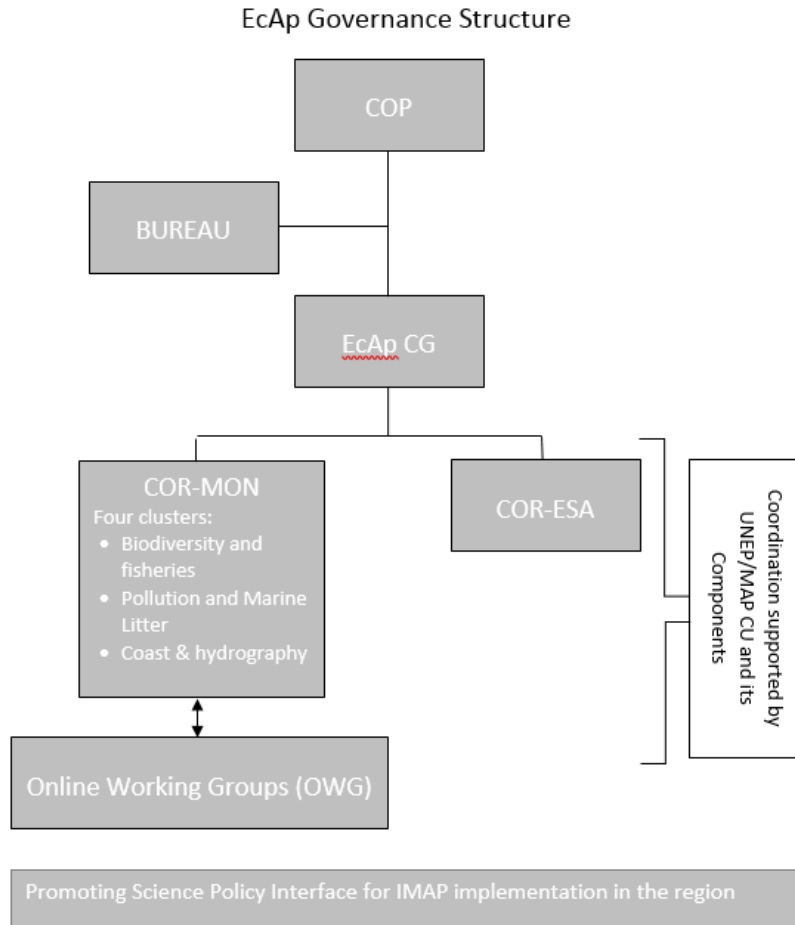 EcAp Governance Structure
COP
BUREAU
EcAp CG
COR-MON
Four clusters:
• Biodiversity and
fisheries
• Pollution and Marine
Litter
• Coast & hydrography
COR-ESA
Coordination supported by
UNEP/MAP CU and its
Components
Online Working Groups (OWG)
Promoting Science Policy Interface for IMAP implementation in the region